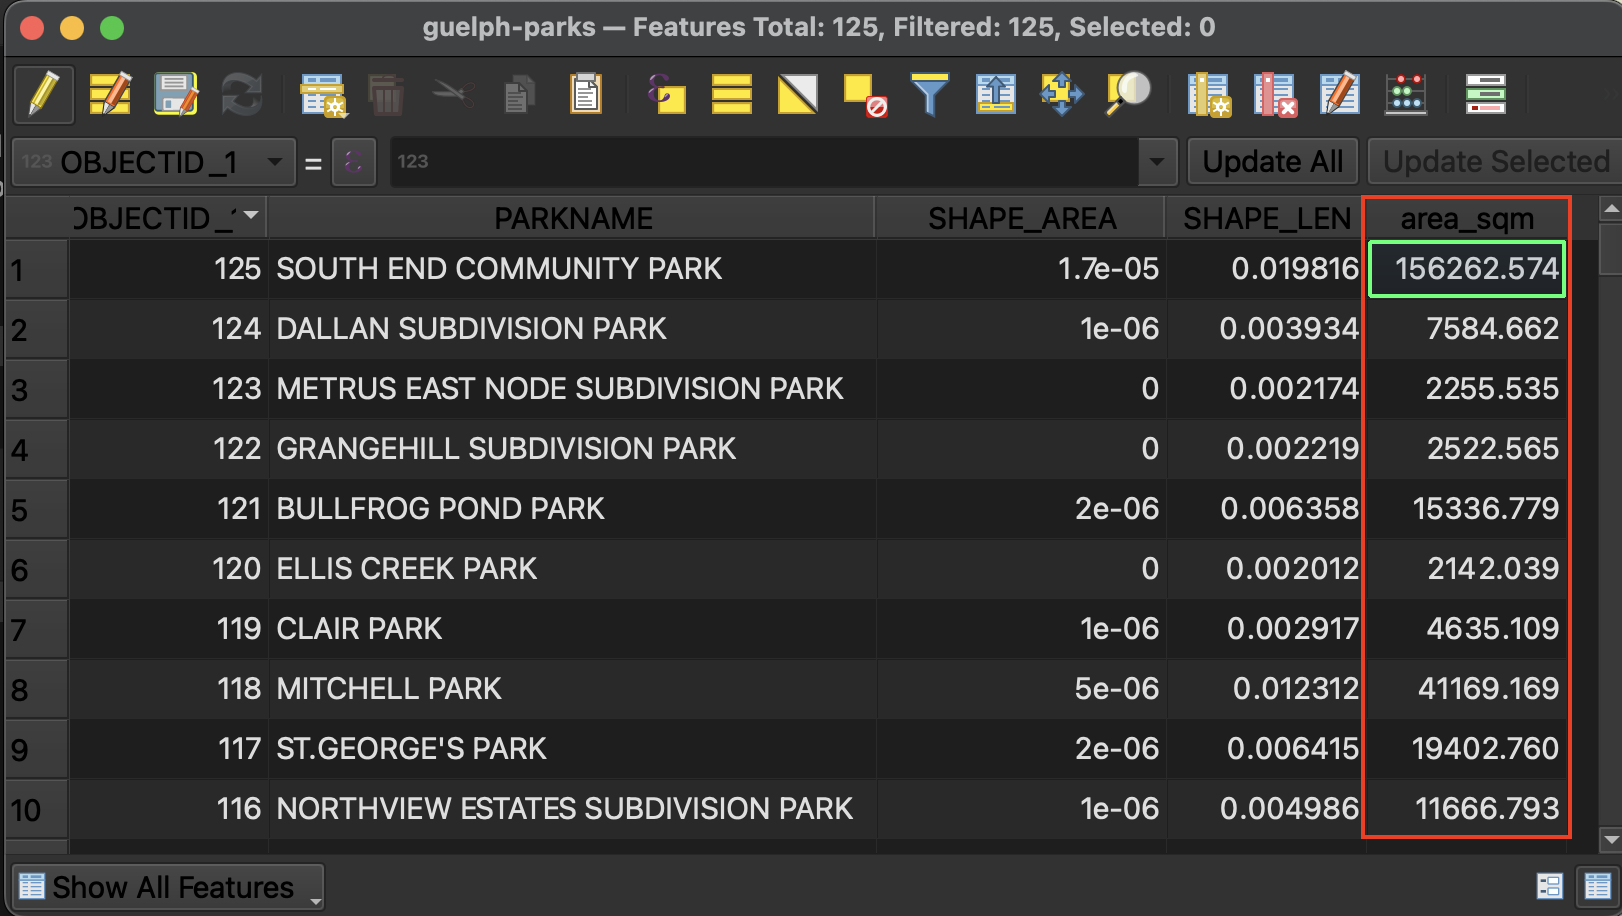 guelph-parks — Features Total: 125, Filtered: 125, Selected: 0
123 OBJECTID_1 = ε 123 Update All Update Selected
OBJECTID_1 PARKNAME SHAPE_AREA SHAPE_LEN area_sqm
1 125 SOUTH END COMMUNITY PARK 1.7e-05 0.019816 156262.574
2 124 DALLAN SUBDIVISION PARK 1e-06 0.003934 7584.662
3 123 METRUS EAST NODE SUBDIVISION PARK 0 0.002174 2255.535
4 122 GRANGEHILL SUBDIVISION PARK 0 0.002219 2522.565
5 121 BULLFROG POND PARK 2e-06 0.006358 15336.779
6 120 ELLIS CREEK PARK 0 0.002012 2142.039
7 119 CLAIR PARK 1e-06 0.002917 4635.109
8 118 MITCHELL PARK 5e-06 0.012312 41169.169
9 117 ST.GEORGE'S PARK 2e-06 0.006415 19402.760
10 116 NORTHVIEW ESTATES SUBDIVISION PARK 1e-06 0.004986 11666.793
Show All Features